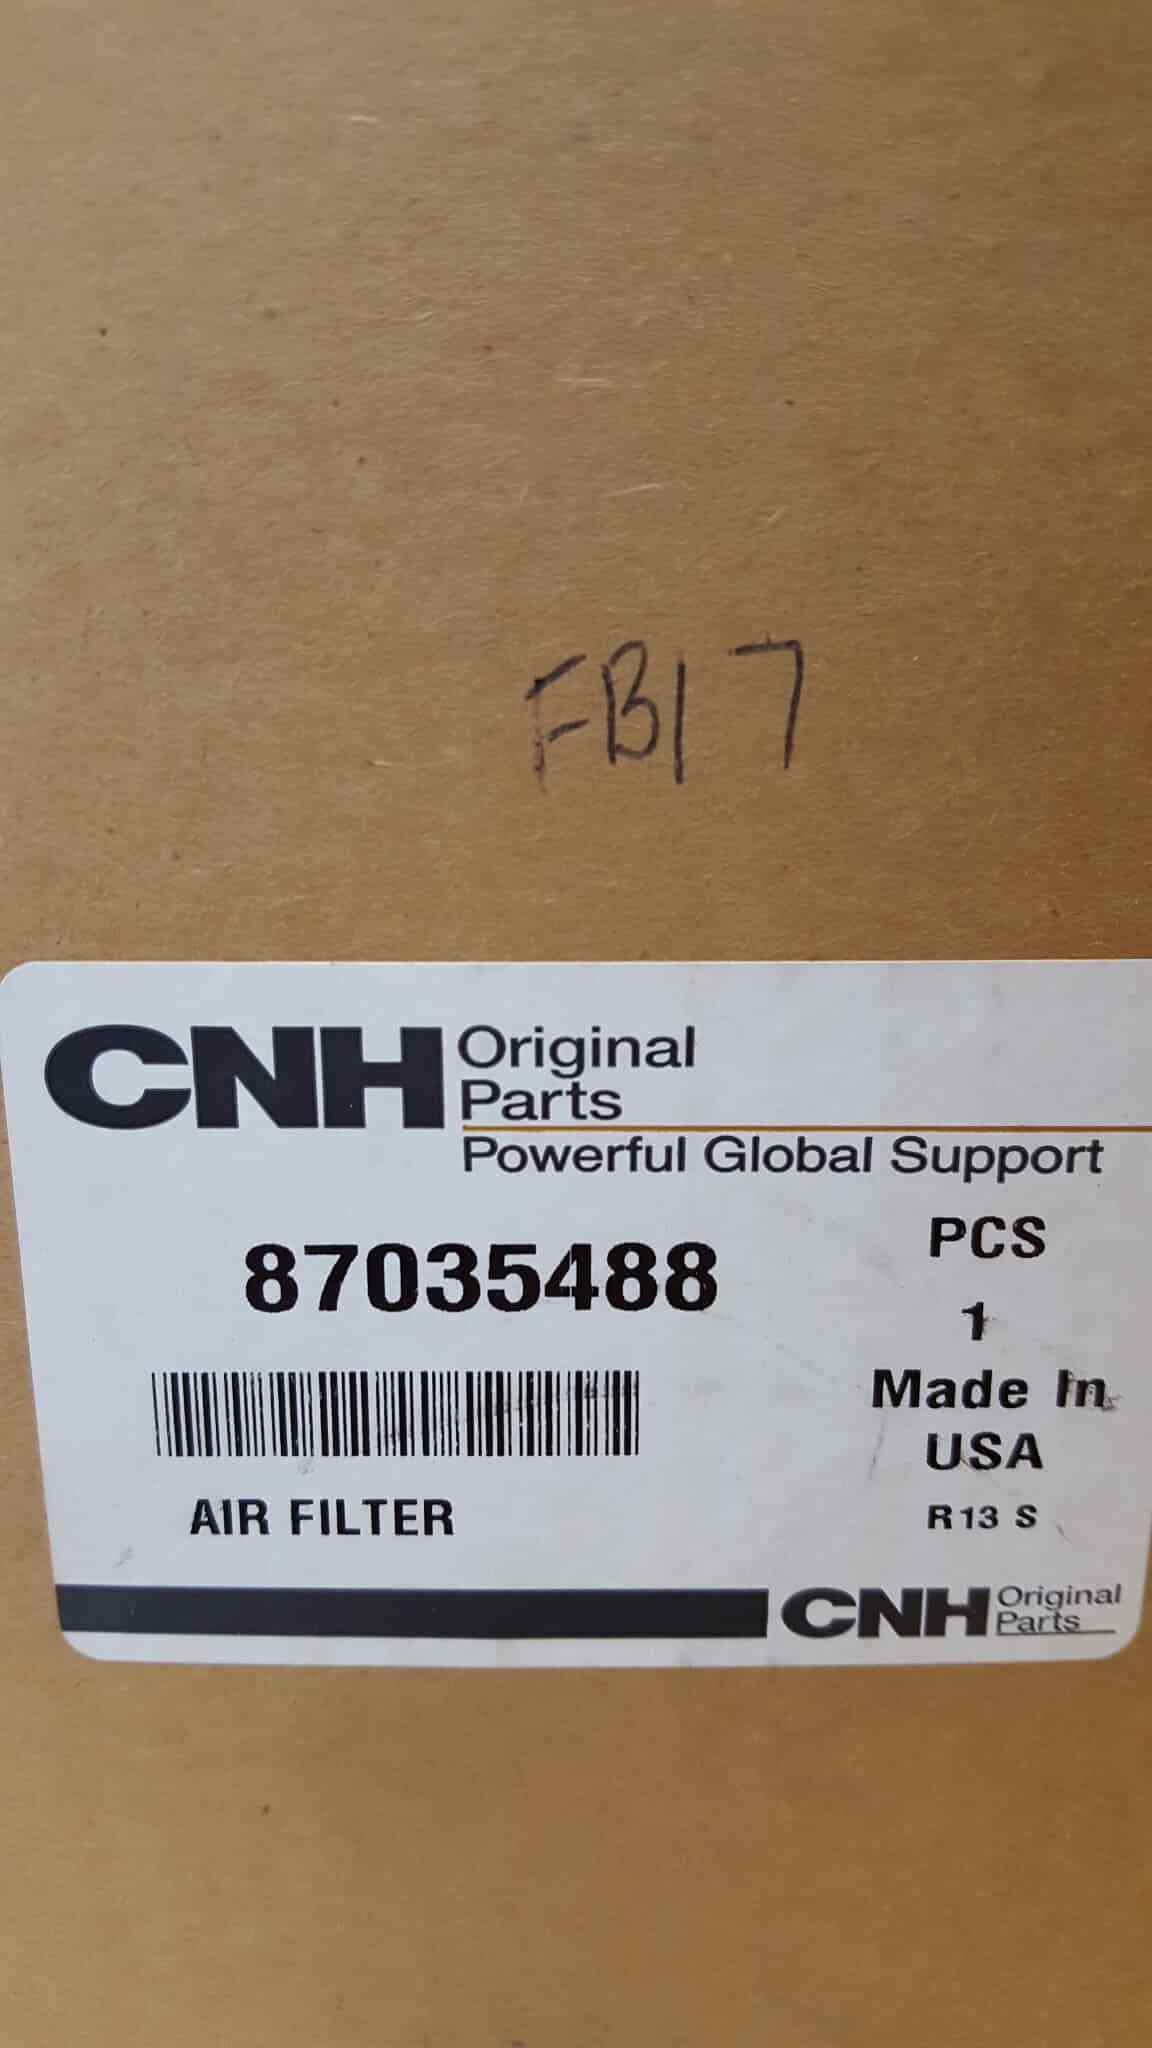 FB17
CNH Original
Parts
Powerful Global Support
87035488
PCS
1
Made In
USA
AIR FILTER
R13 S
CNH Original
Parts